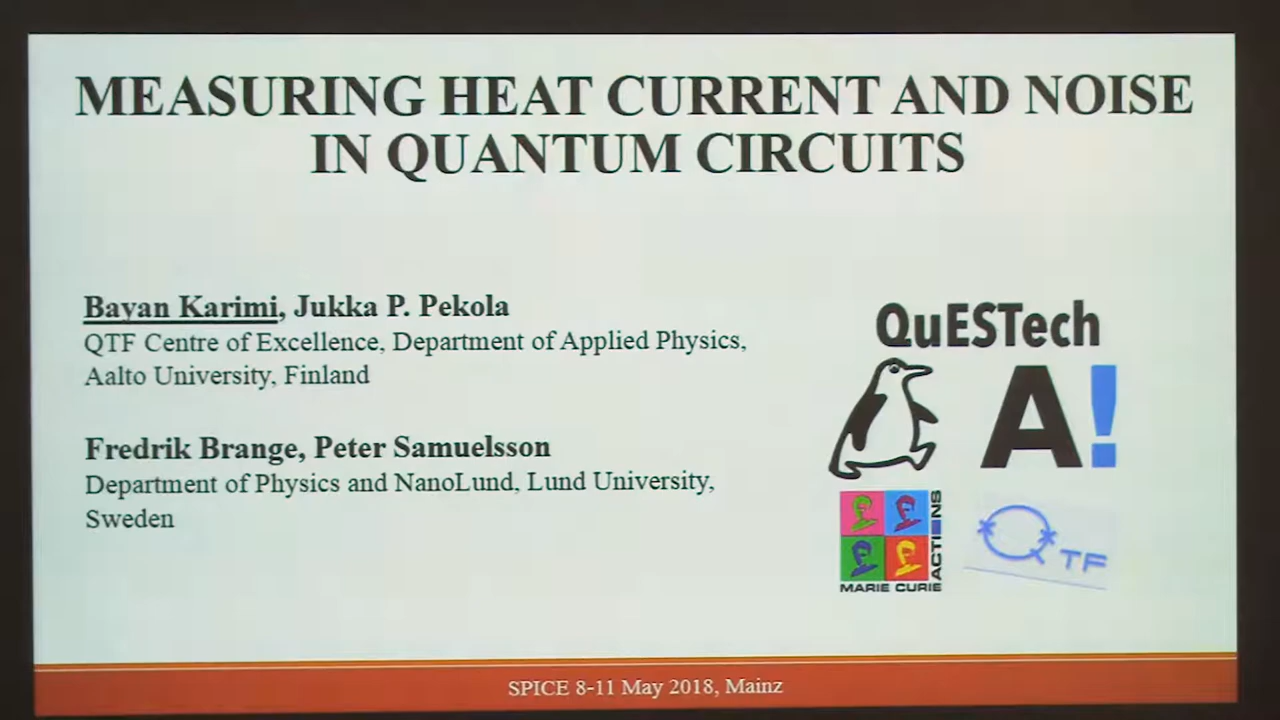 MEASURING HEAT CURRENT AND NOISE
IN QUANTUM CIRCUITS
Bayan Karimi, Jukka P. Pekola
QTF Centre of Excellence, Department of Applied Physics,
Aalto University, Finland
Fredrik Brange, Peter Samuelsson
Department of Physics and NanoLund, Lund University,
Sweden
QuESTech
A!
MARIE CURIE
ACTIONS
QTF
SPICE 8-11 May 2018, Mainz